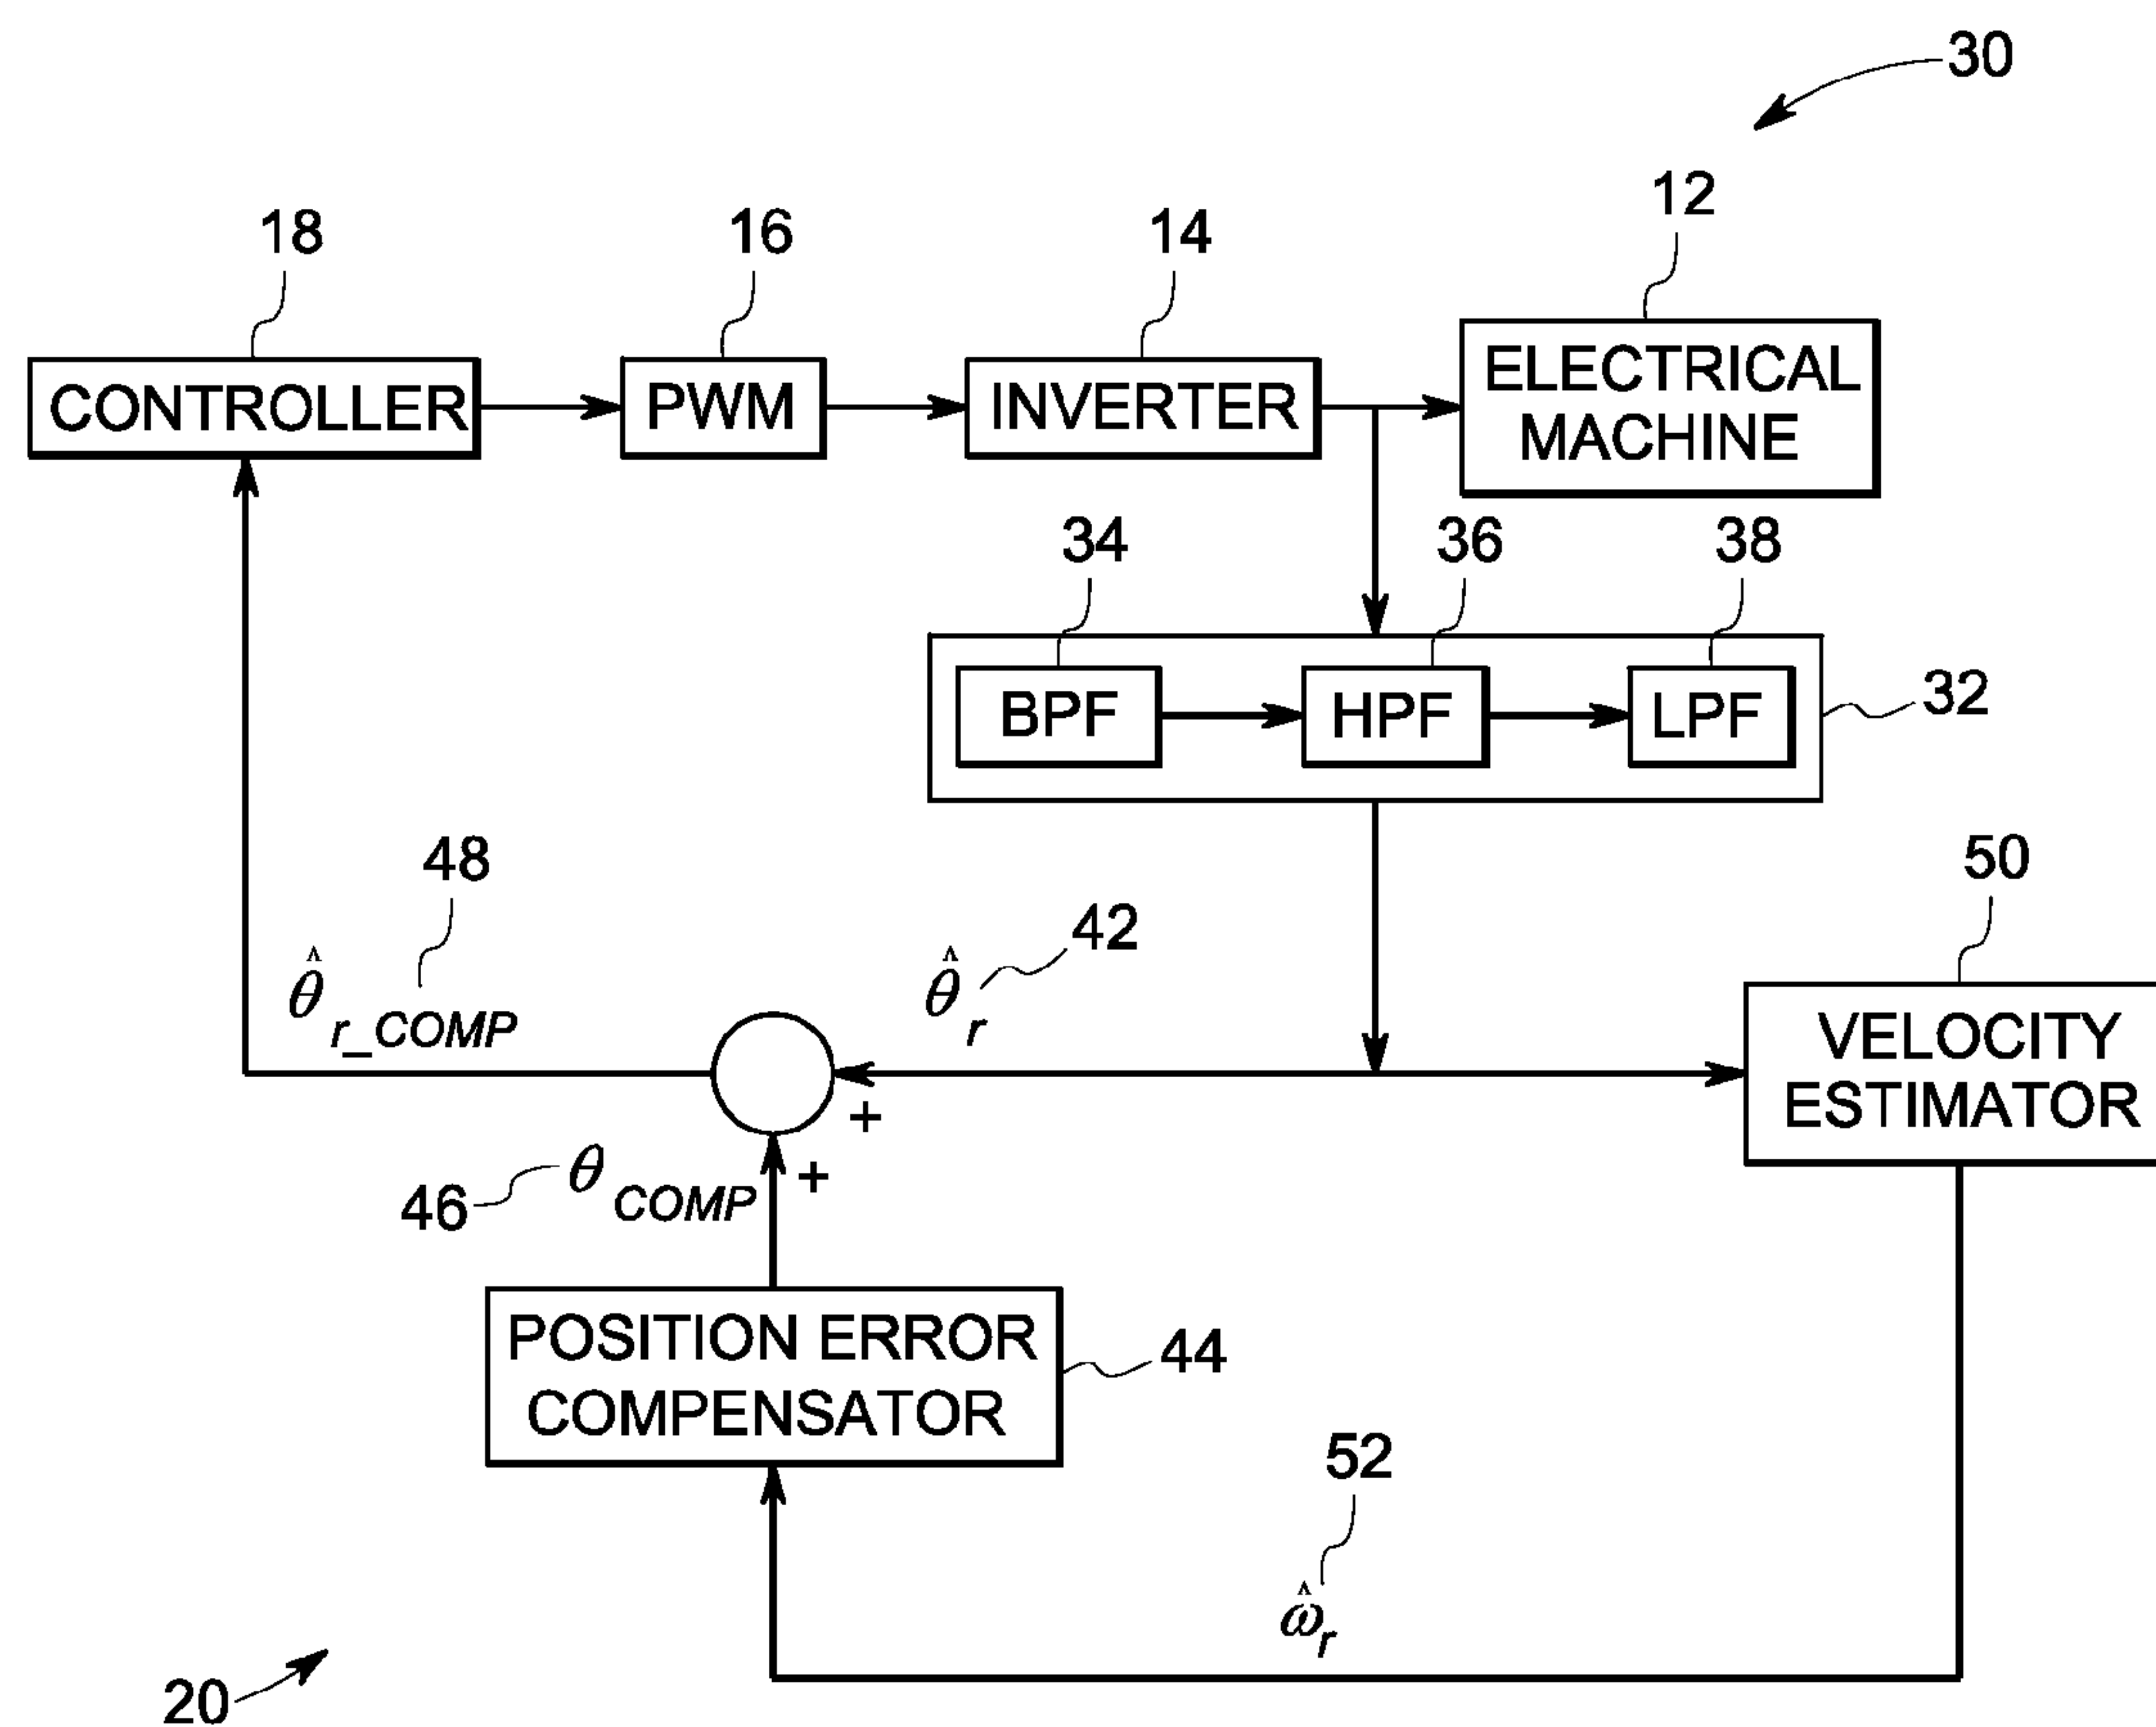 30
12
18
16
14
CONTROLLER
PWM
INVERTER
ELECTRICAL
MACHINE
34
36
38
BPF
HPF
LPF
32
48
42
50
θ̂ r_COMP
θ̂ r
VELOCITY
ESTIMATOR
+
+
46
θ COMP
POSITION ERROR
COMPENSATOR
44
52
ω̂r
20